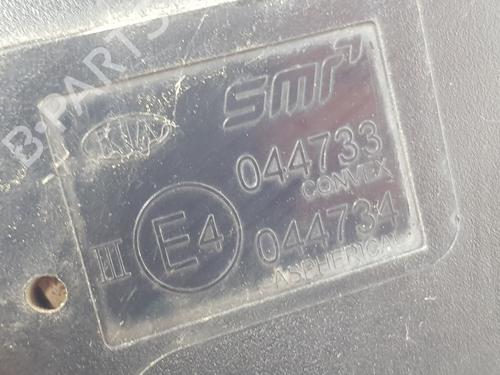 B-PARTS
KIA
SMR
044733
CONVEX
III
E4
044734
ASPHERICAL